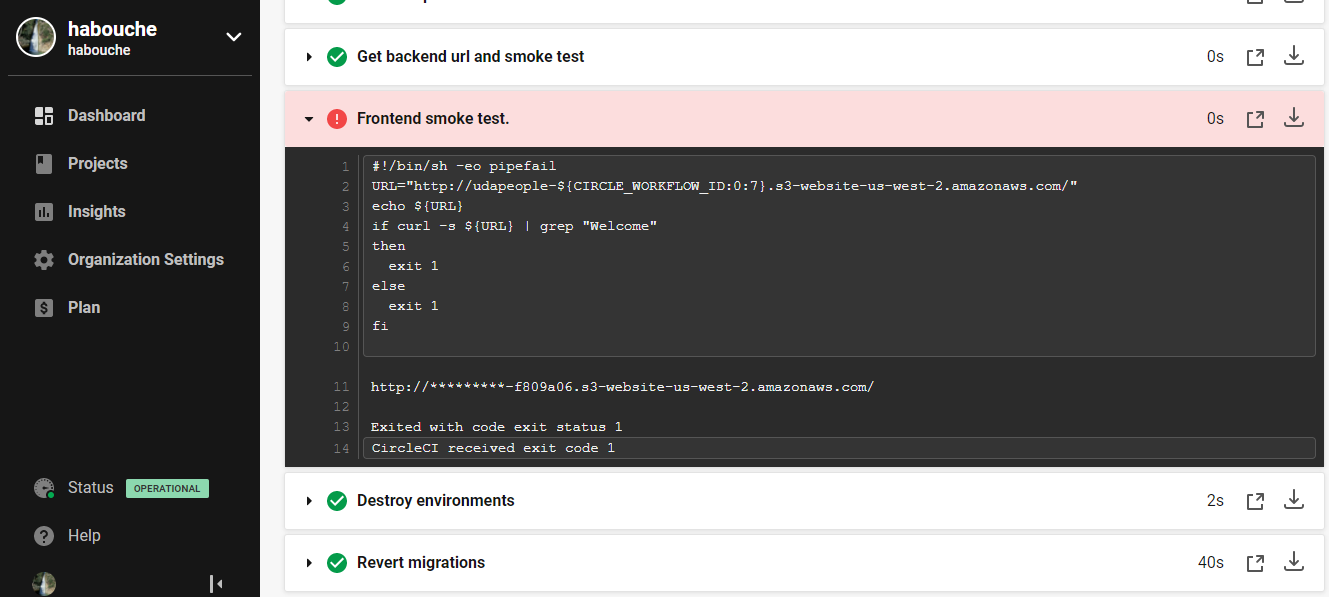 habouche
habouche
Dashboard
Projects
Insights
Organization Settings
Plan
Status OPERATIONAL
Help
Get backend url and smoke test 0s
Frontend smoke test. 0s
1 #!/bin/sh -eo pipefail
2 URL="http://udapeople-${CIRCLE_WORKFLOW_ID:0:7}.s3-website-us-west-2.amazonaws.com/"
3 echo ${URL}
4 if curl -s ${URL} | grep "Welcome"
5 then
6   exit 1
7 else
8   exit 1
9 fi
10
11 http://*********-f809a06.s3-website-us-west-2.amazonaws.com/
12
13 Exited with code exit status 1
14 CircleCI received exit code 1
Destroy environments 2s
Revert migrations 40s